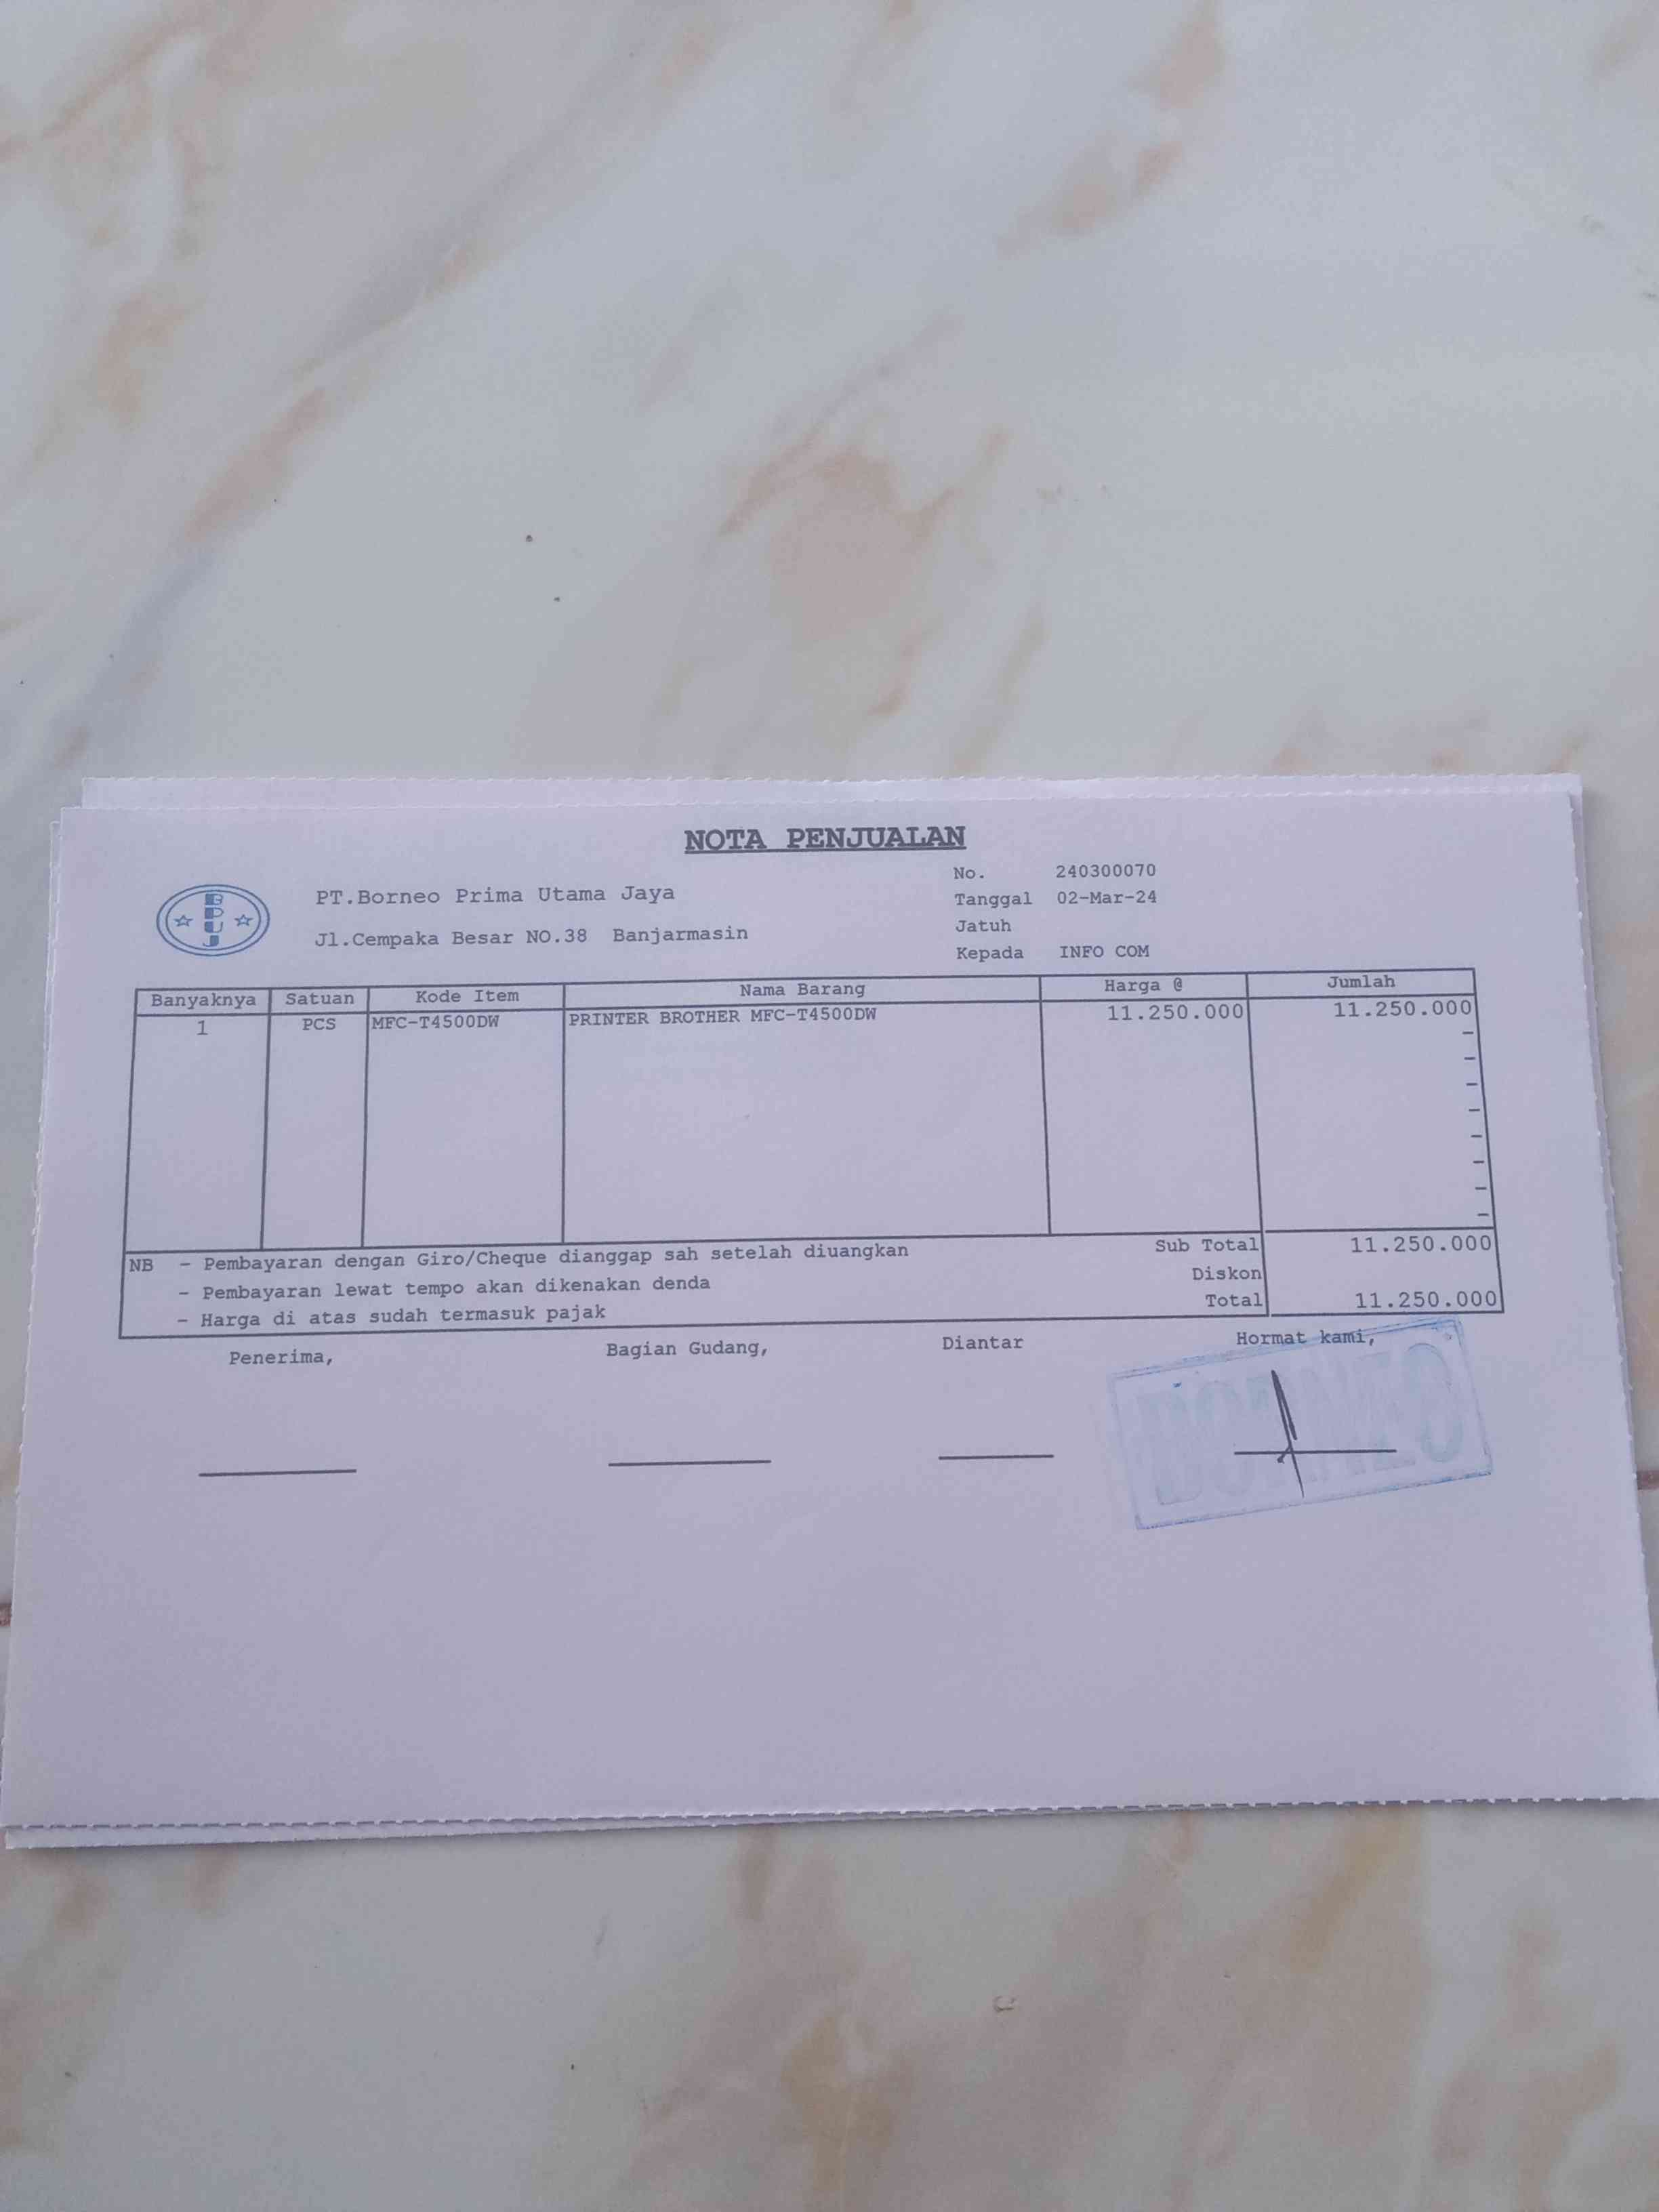 NOTA PENJUALAN
BPUJ
PT.Borneo Prima Utama Jaya
Jl.Cempaka Besar NO.38 Banjarmasin
No. 240300070
Tanggal 02-Mar-24
Jatuh
Kepada INFO COM
Banyaknya Satuan Kode Item Nama Barang Harga @ Jumlah
1 PCS MFC-T4500DW PRINTER BROTHER MFC-T4500DW 11.250.000 11.250.000
-
-
-
-
-
-
-
-
NB - Pembayaran dengan Giro/Cheque dianggap sah setelah diuangkan
- Pembayaran lewat tempo akan dikenakan denda
- Harga di atas sudah termasuk pajak
Sub Total 11.250.000
Diskon
Total 11.250.000
Penerima, Bagian Gudang, Diantar Hormat kami,